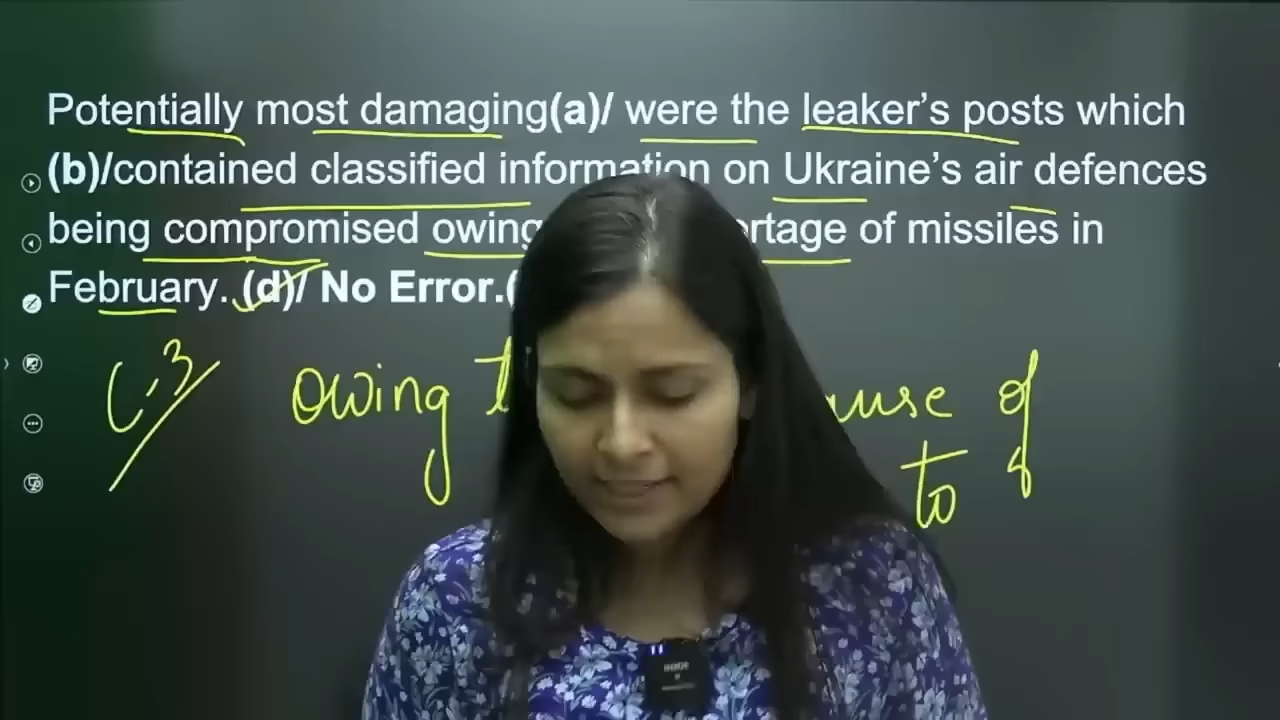 Potentially most damaging(a)/ were the leaker's posts which
(b)/contained classified information on Ukraine's air defences
being compromised owing of missiles in
February. (d)/ No Error.(
owing of
to